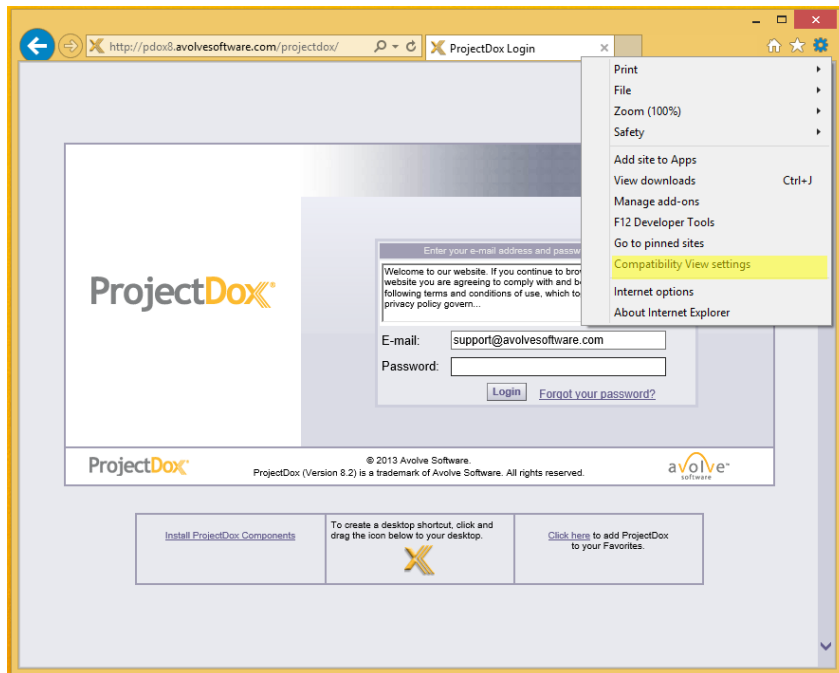 http://pdox8.avolvesoftware.com/projectdox/
ProjectDox Login
Print
File
Zoom (100%)
Safety
Add site to Apps
View downloads Ctrl+J
Manage add-ons
F12 Developer Tools
Go to pinned sites
Compatibility View settings
Internet options
About Internet Explorer
ProjectDox
Enter your e-mail address and passw
Welcome to our website. If you continue to bro
website you are agreeing to comply with and b
following terms and conditions of use, which to
privacy policy govern...
E-mail: support@avolvesoftware.com
Password:
Login Forgot your password?
ProjectDox
© 2013 Avolve Software.
ProjectDox (Version 8.2) is a trademark of Avolve Software. All rights reserved.
avolve
software
Install ProjectDox Components
To create a desktop shortcut, click and
drag the icon below to your desktop.
Click here to add ProjectDox
to your Favorites.